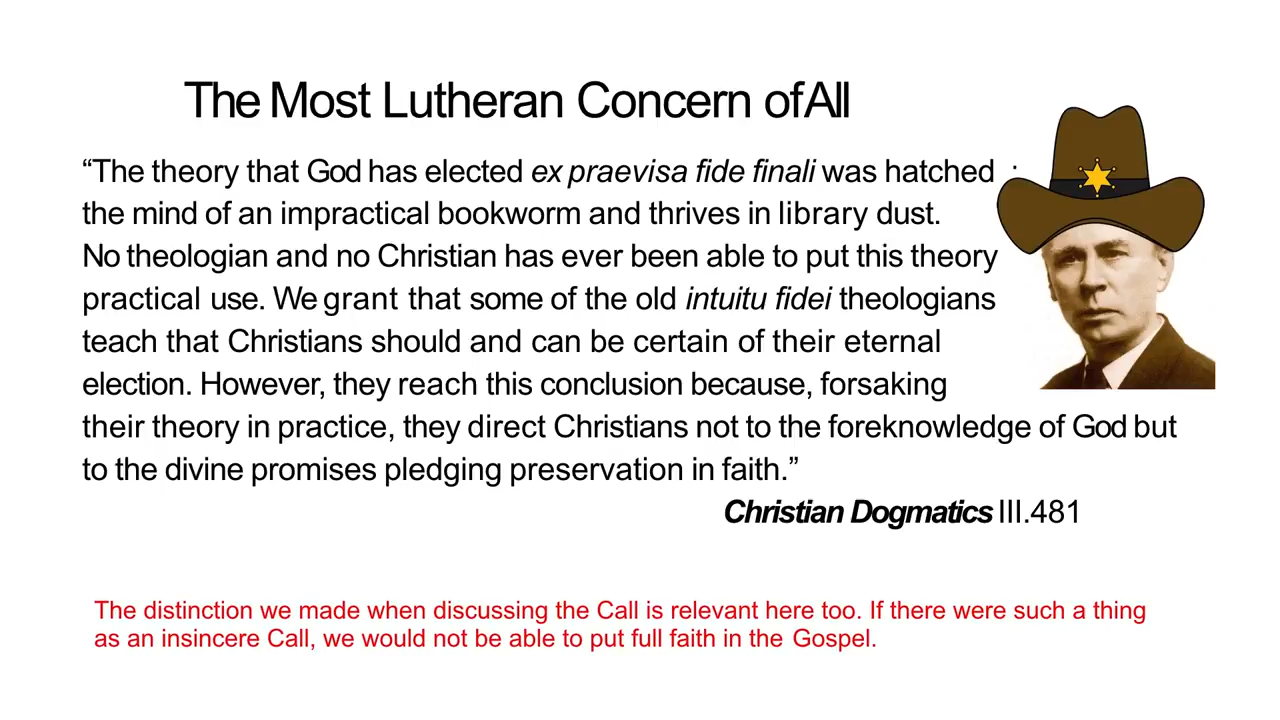 The Most Lutheran Concern of All
“The theory that God has elected ex praevisa fide finali was hatched
the mind of an impractical bookworm and thrives in library dust.
No theologian and no Christian has ever been able to put this theory
practical use. We grant that some of the old intuitu fidei theologians
teach that Christians should and can be certain of their eternal
election. However, they reach this conclusion because, forsaking
their theory in practice, they direct Christians not to the foreknowledge of God but
to the divine promises pledging preservation in faith.”
Christian Dogmatics III.481
The distinction we made when discussing the Call is relevant here too. If there were such a thing
as an insincere Call, we would not be able to put full faith in the Gospel.